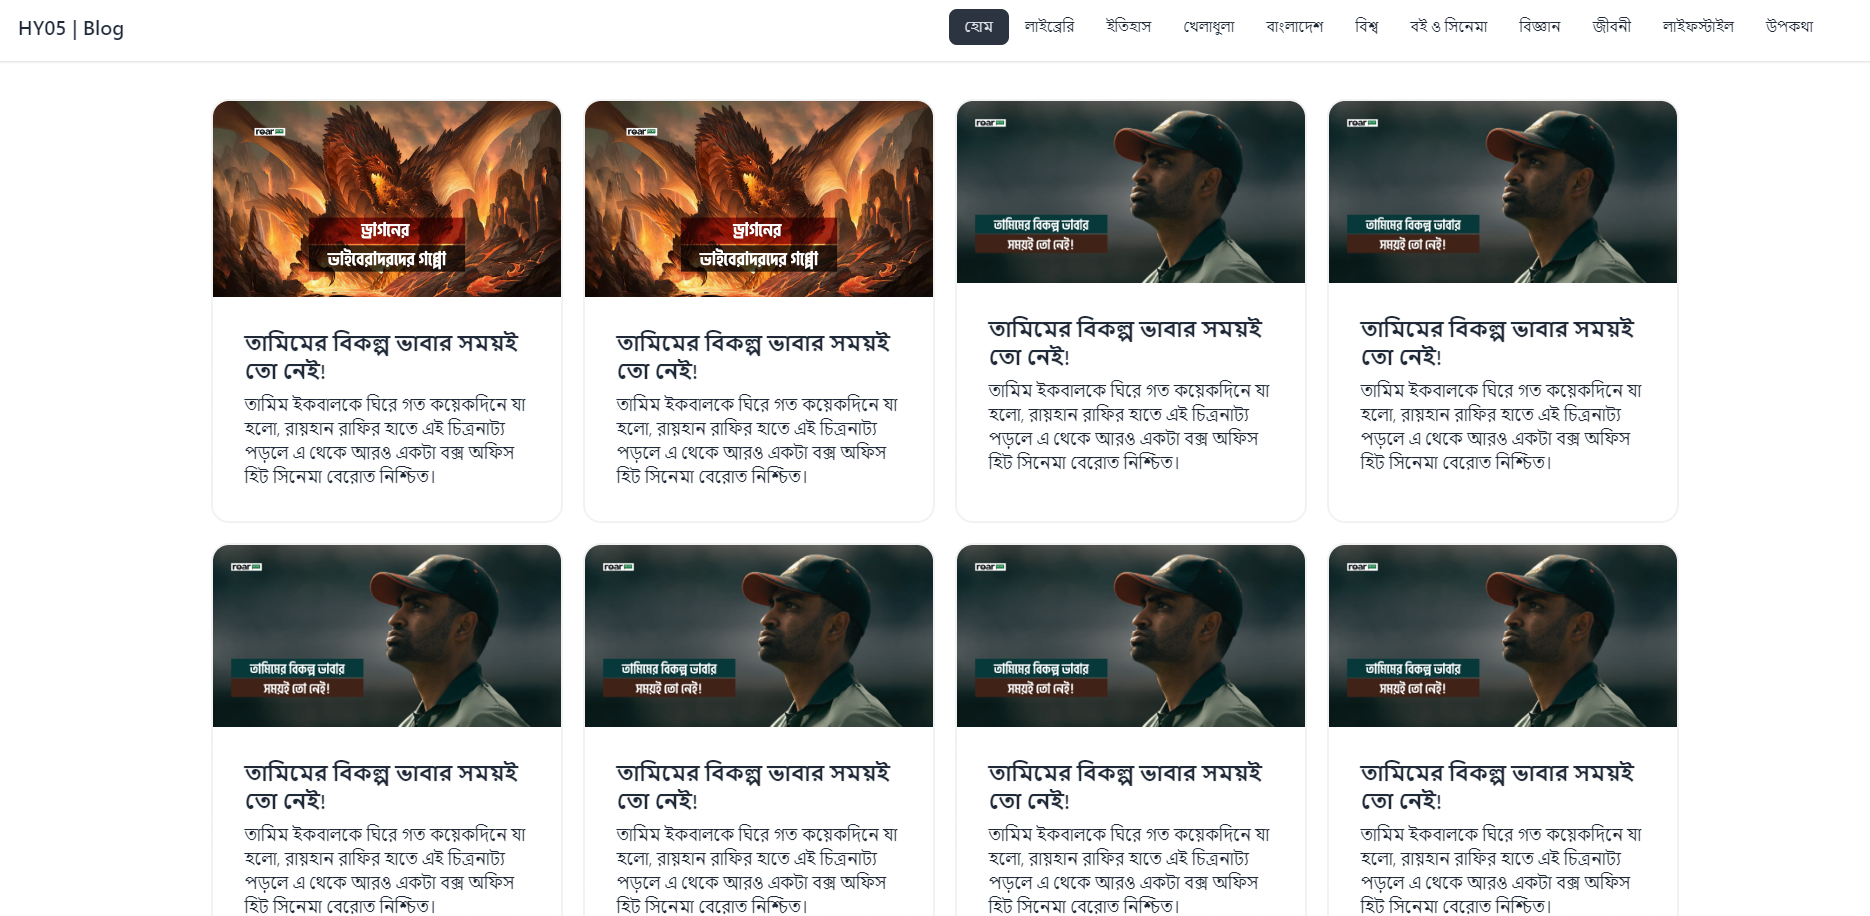 HY05 | Blog
হোম লাইব্রেরি ইতিহাস খেলাধুলা বাংলাদেশ বিশ্ব বই ও সিনেমা বিজ্ঞান জীবনী লাইফস্টাইল উপকথা
roar
ড্রাগনের
ভাইবেরাদরদের গপ্পো
তামিমের বিকল্প ভাবার সময়ই
তো নেই!
তামিম ইকবালকে ঘিরে গত কয়েকদিনে যা
হলো, রায়হান রাফির হাতে এই চিত্রনাট্য
পড়লে এ থেকে আরও একটা বক্স অফিস
হিট সিনেমা বেরোত নিশ্চিত।
roar
ড্রাগনের
ভাইবেরাদরদের গপ্পো
তামিমের বিকল্প ভাবার সময়ই
তো নেই!
তামিম ইকবালকে ঘিরে গত কয়েকদিনে যা
হলো, রায়হান রাফির হাতে এই চিত্রনাট্য
পড়লে এ থেকে আরও একটা বক্স অফিস
হিট সিনেমা বেরোত নিশ্চিত।
roar
তামিমের বিকল্প ভাবার
সময়ই তো নেই!
তামিমের বিকল্প ভাবার সময়ই
তো নেই!
তামিম ইকবালকে ঘিরে গত কয়েকদিনে যা
হলো, রায়হান রাফির হাতে এই চিত্রনাট্য
পড়লে এ থেকে আরও একটা বক্স অফিস
হিট সিনেমা বেরোত নিশ্চিত।
roar
তামিমের বিকল্প ভাবার
সময়ই তো নেই!
তামিমের বিকল্প ভাবার সময়ই
তো নেই!
তামিম ইকবালকে ঘিরে গত কয়েকদিনে যা
হলো, রায়হান রাফির হাতে এই চিত্রনাট্য
পড়লে এ থেকে আরও একটা বক্স অফিস
হিট সিনেমা বেরোত নিশ্চিত।
roar
তামিমের বিকল্প ভাবার
সময়ই তো নেই!
তামিমের বিকল্প ভাবার সময়ই
তো নেই!
তামিম ইকবালকে ঘিরে গত কয়েকদিনে যা
হলো, রায়হান রাফির হাতে এই চিত্রনাট্য
পড়লে এ থেকে আরও একটা বক্স অফিস
হিট সিনেমা বেরোত নিশ্চিত।
roar
তামিমের বিকল্প ভাবার
সময়ই তো নেই!
তামিমের বিকল্প ভাবার সময়ই
তো নেই!
তামিম ইকবালকে ঘিরে গত কয়েকদিনে যা
হলো, রায়হান রাফির হাতে এই চিত্রনাট্য
পড়লে এ থেকে আরও একটা বক্স অফিস
হিট সিনেমা বেরোত নিশ্চিত।
roar
তামিমের বিকল্প ভাবার
সময়ই তো নেই!
তামিমের বিকল্প ভাবার সময়ই
তো নেই!
তামিম ইকবালকে ঘিরে গত কয়েকদিনে যা
হলো, রায়হান রাফির হাতে এই চিত্রনাট্য
পড়লে এ থেকে আরও একটা বক্স অফিস
হিট সিনেমা বেরোত নিশ্চিত।
roar
তামিমের বিকল্প ভাবার
সময়ই তো নেই!
তামিমের বিকল্প ভাবার সময়ই
তো নেই!
তামিম ইকবালকে ঘিরে গত কয়েকদিনে যা
হলো, রায়হান রাফির হাতে এই চিত্রনাট্য
পড়লে এ থেকে আরও একটা বক্স অফিস
হিট সিনেমা বেরোত নিশ্চিত।